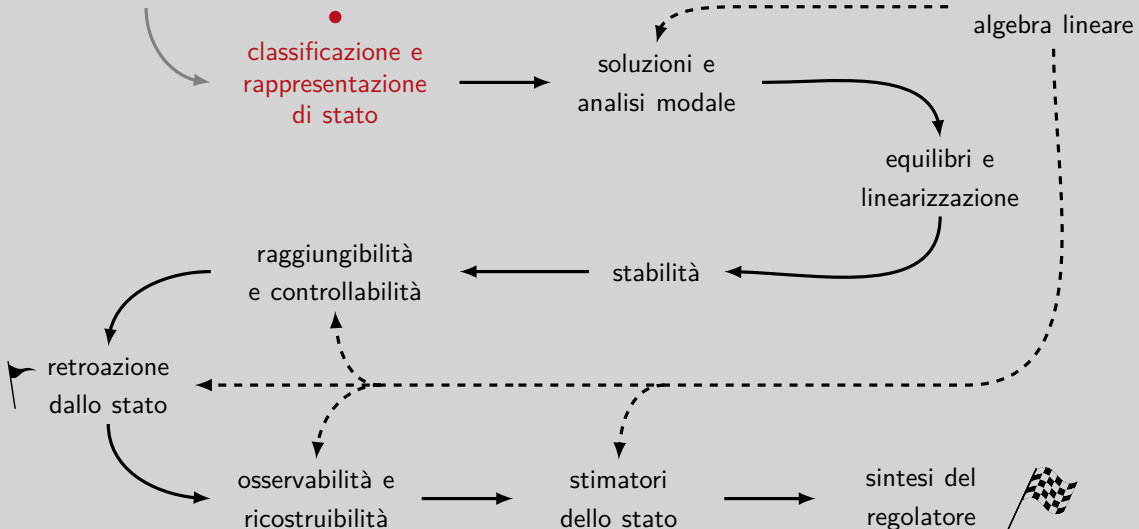 algebra lineare
classificazione e
rappresentazione
di stato
soluzioni e
analisi modale
equilibri e
linearizzazione
stabilità
raggiungibilità
e controllabilità
retroazione
dallo stato
osservabilità e
ricostruibilità
stimatori
dello stato
sintesi del
regolatore